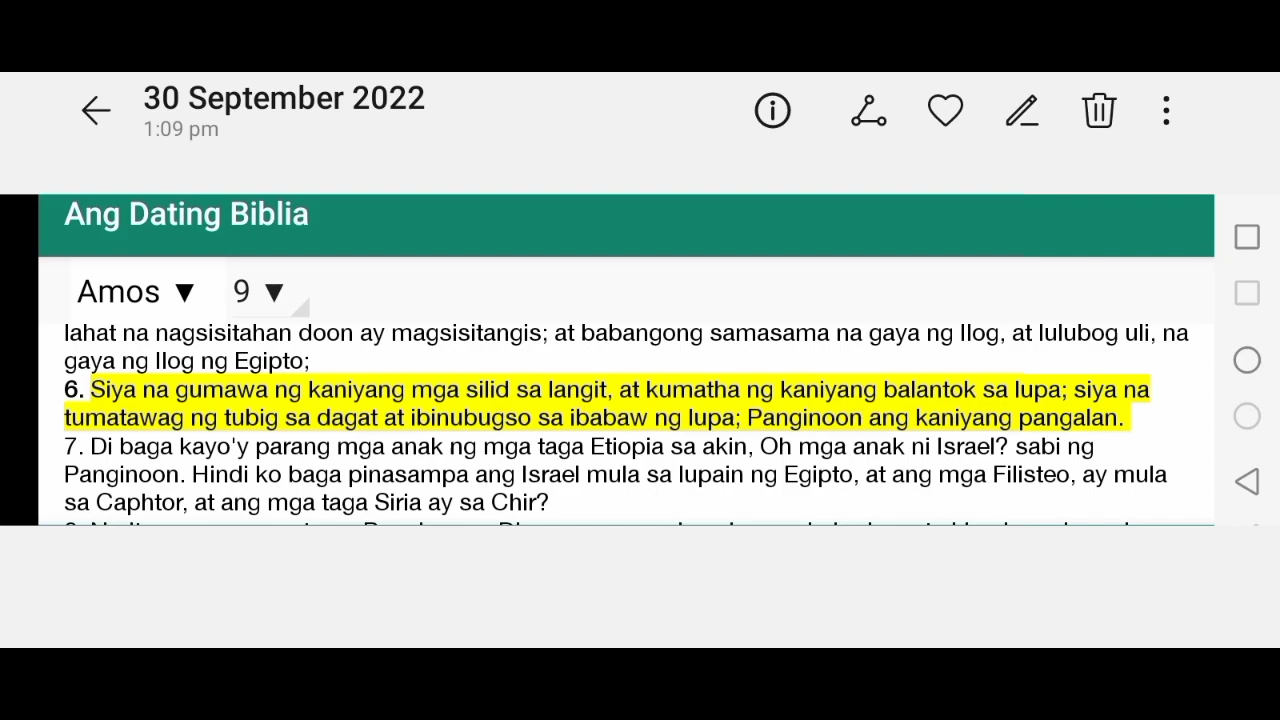 30 September 2022
1:09 pm
Ang Dating Biblia
Amos ▼ 9 ▼
lahat na nagsisitahan doon ay magsisitangis; at babangong samasama na gaya ng Ilog, at lulubog uli, na
gaya ng Ilog ng Egipto;
6. Siya na gumawa ng kaniyang mga silid sa langit, at kumatha ng kaniyang balantok sa lupa; siya na
tumatawag ng tubig sa dagat at ibinubugso sa ibabaw ng lupa; Panginoon ang kaniyang pangalan.
7. Di baga kayo'y parang mga anak ng mga taga Etiopia sa akin, Oh mga anak ni Israel? sabi ng
Panginoon. Hindi ko baga pinasampa ang Israel mula sa lupain ng Egipto, at ang mga Filisteo, ay mula
sa Caphtor, at ang mga taga Siria ay sa Chir?